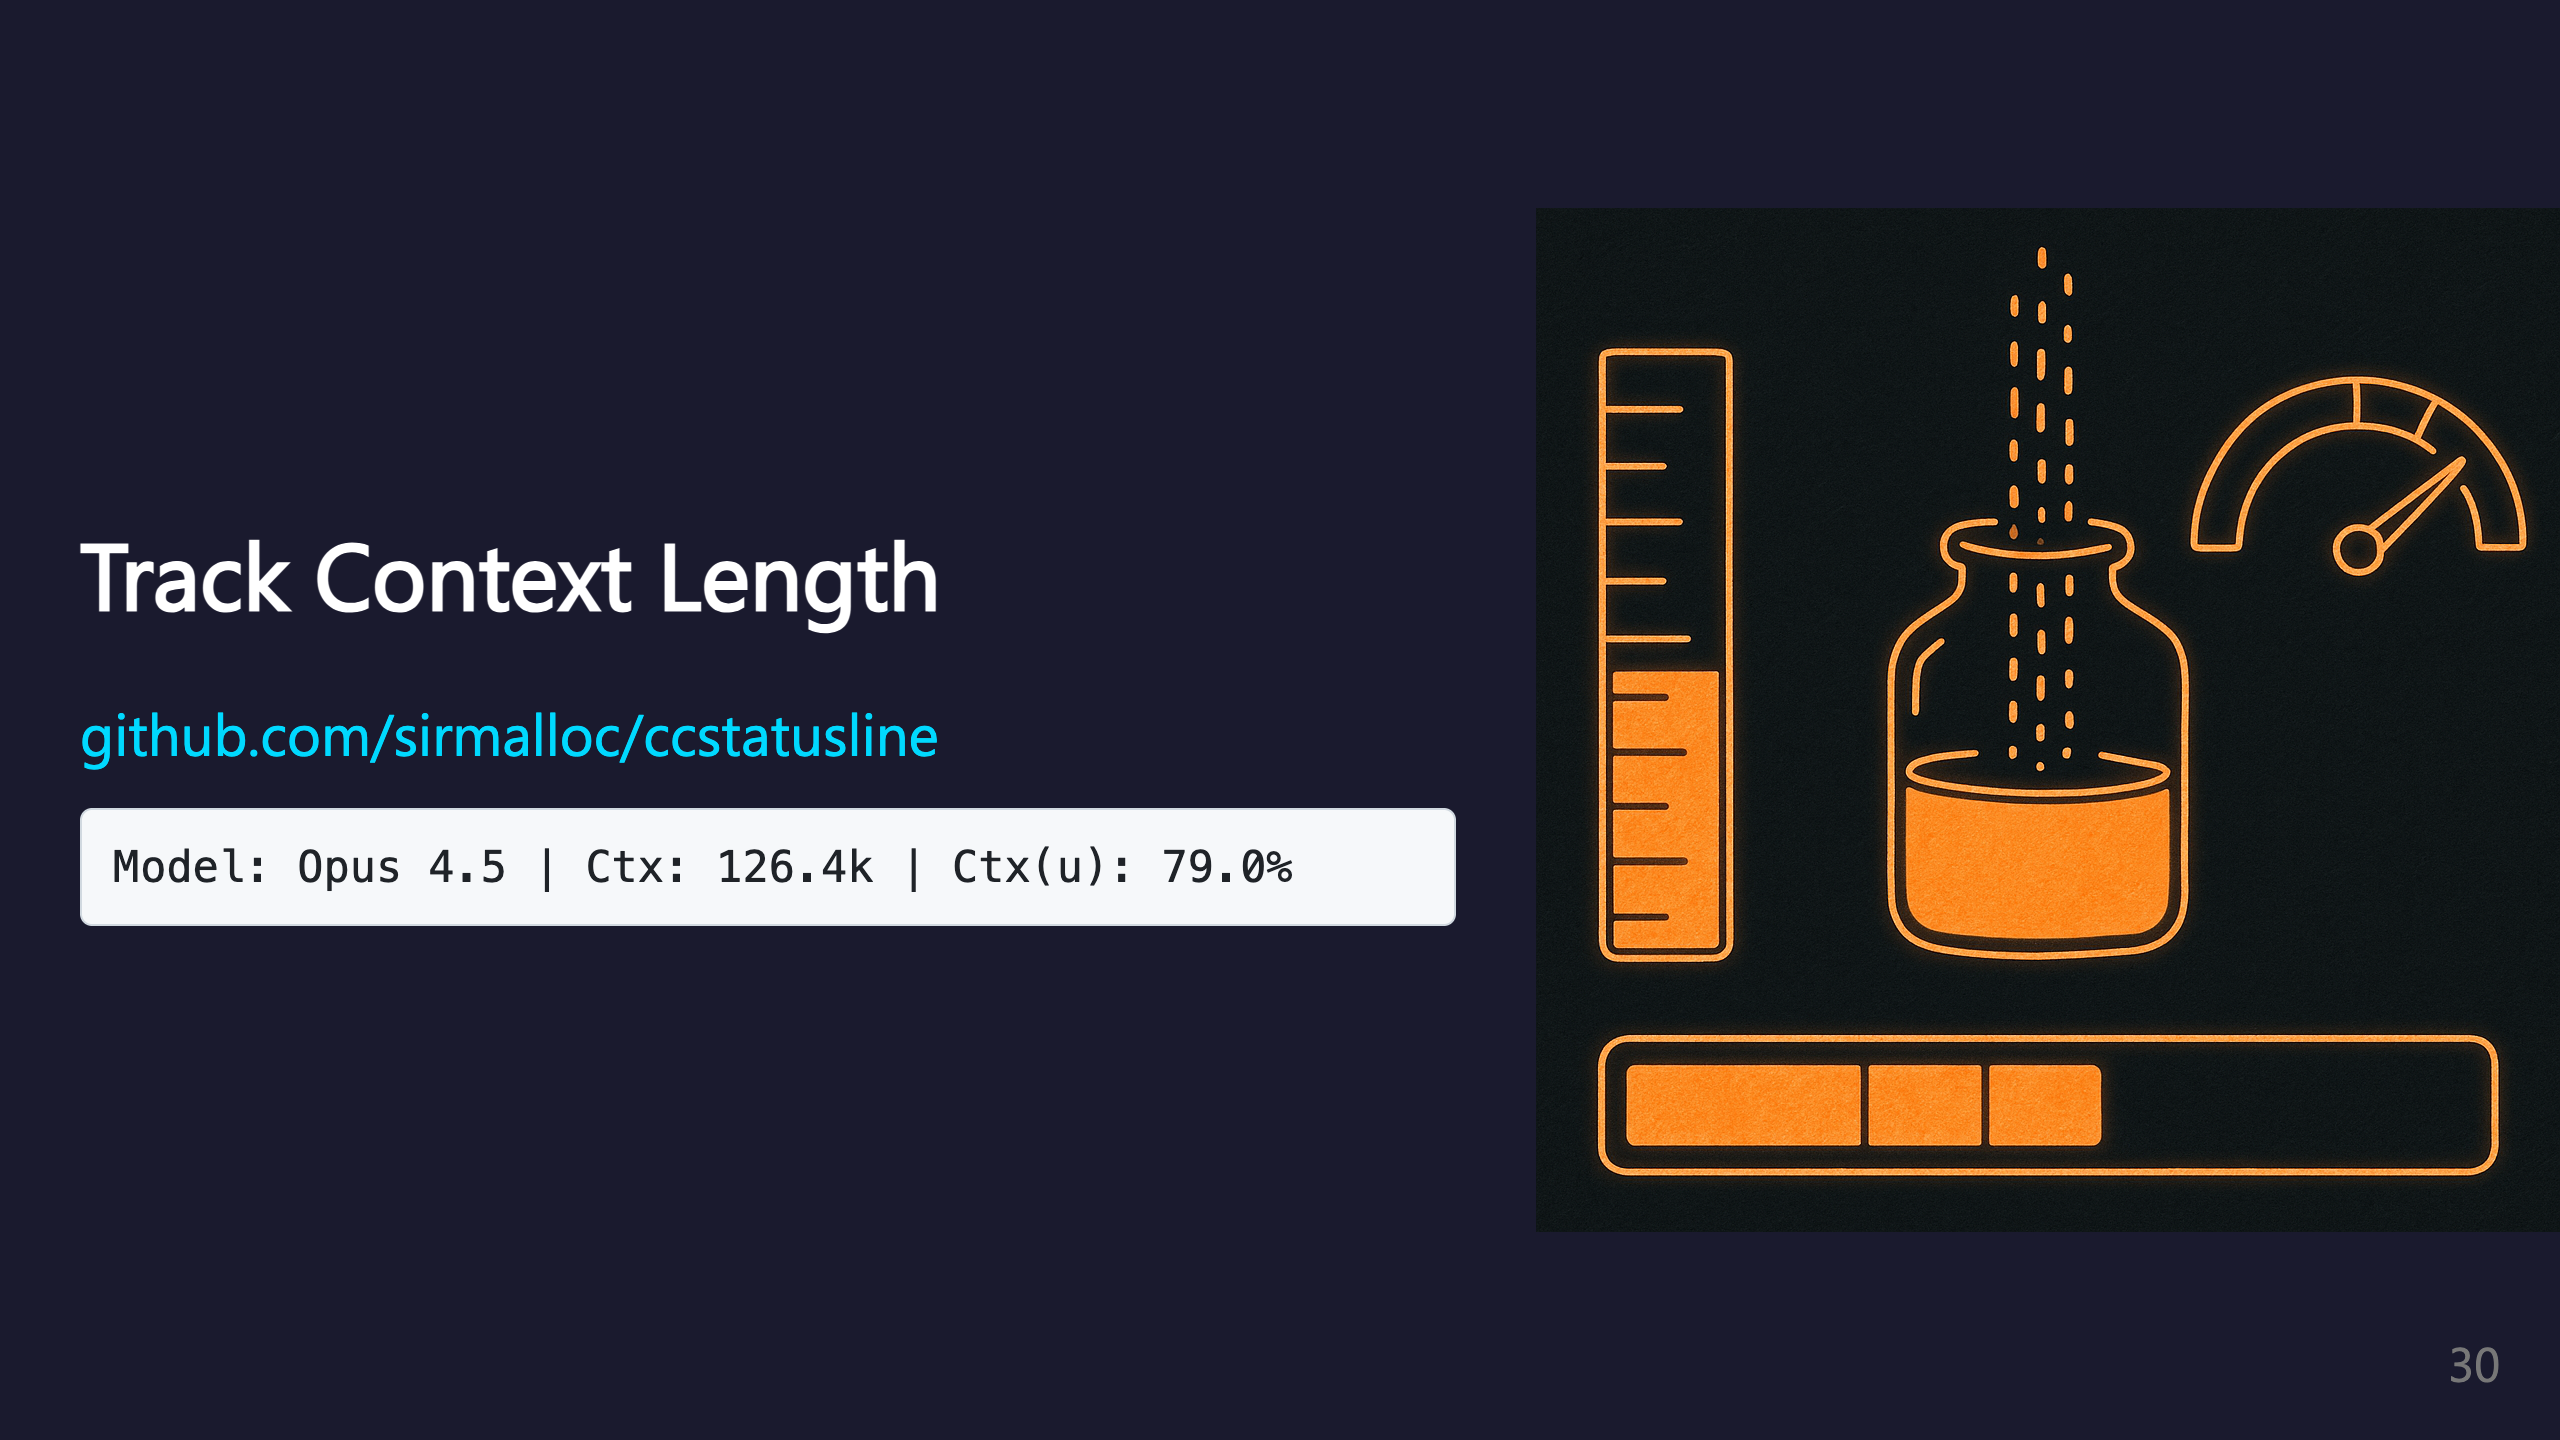 Track Context Length
github.com/sirmalloc/ccstatusline
Model: Opus 4.5 | Ctx: 126.4k | Ctx(u): 79.0%
30